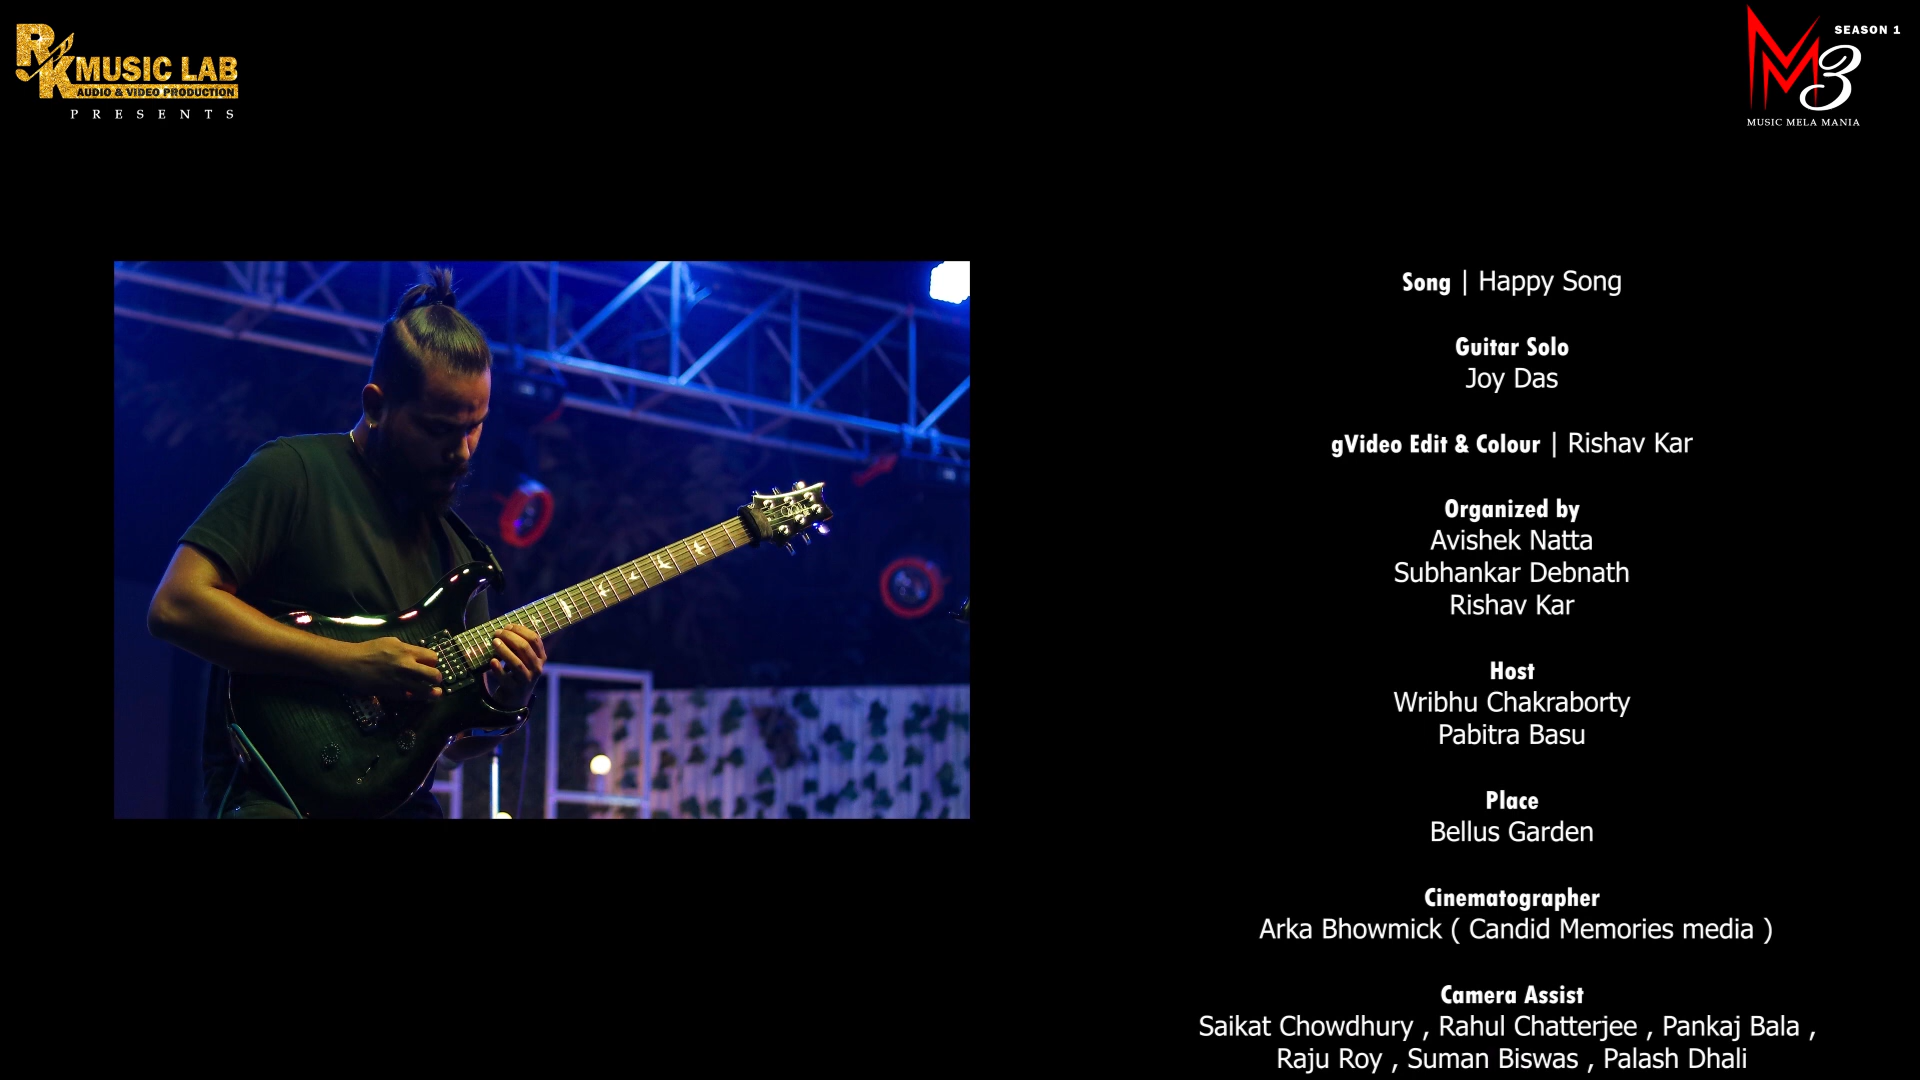 RK MUSIC LAB
AUDIO & VIDEO PRODUCTION
PRESENTS
SEASON 1
M3
MUSIC MELA MANIA
Song | Happy Song
Guitar Solo
Joy Das
gVideo Edit & Colour | Rishav Kar
Organized by
Avishek Natta
Subhankar Debnath
Rishav Kar
Host
Wribhu Chakraborty
Pabitra Basu
Place
Bellus Garden
Cinematographer
Arka Bhowmick ( Candid Memories media )
Camera Assist
Saikat Chowdhury , Rahul Chatterjee , Pankaj Bala ,
Raju Roy , Suman Biswas , Palash Dhali